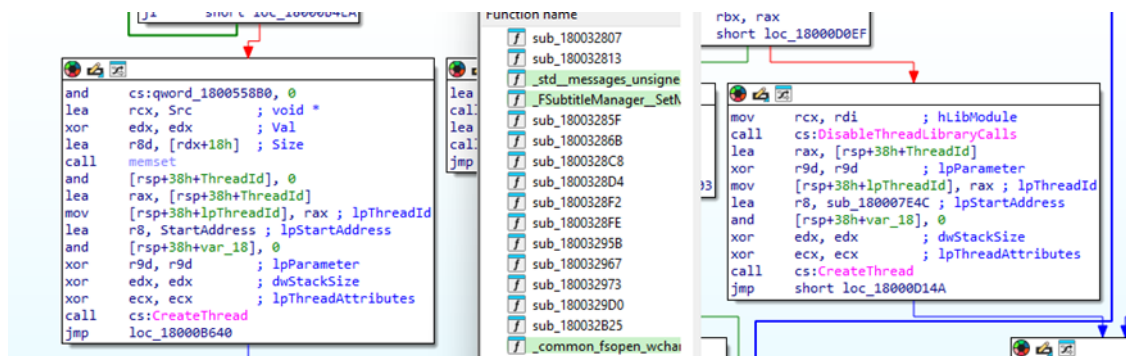 rbx, rax
short loc_18000D0EF
and cs:qword_1800558B0, 0
lea rcx, Src ; void *
xor edx, edx ; Val
lea r8d, [rdx+18h] ; Size
call memset
and [rsp+38h+ThreadId], 0
lea rax, [rsp+38h+ThreadId]
mov [rsp+38h+lpThreadId], rax ; lpThreadId
lea r8, StartAddress ; lpStartAddress
and [rsp+38h+var_18], 0
xor r9d, r9d ; lpParameter
xor edx, edx ; dwStackSize
xor ecx, ecx ; lpThreadAttributes
call cs:CreateThread
jmp loc_18000B640
lea
call
lea
call
jmp
Function name
f sub_180032807
f sub_180032813
f _std__messages_unsigne
f _FSubtitleManager__SetM
f sub_18003285F
f sub_18003286B
f sub_1800328C8
f sub_1800328D4
f sub_1800328F2
f sub_1800328FE
f sub_18003295B
f sub_180032967
f sub_180032973
f sub_1800329D0
f sub_180032B25
f _common_fsopen_wchar
mov rcx, rdi ; hLibModule
call cs:DisableThreadLibraryCalls
lea rax, [rsp+38h+ThreadId]
xor r9d, r9d ; lpParameter
mov [rsp+38h+lpThreadId], rax ; lpThreadId
lea r8, sub_180007E4C ; lpStartAddress
and [rsp+38h+var_18], 0
xor edx, edx ; dwStackSize
xor ecx, ecx ; lpThreadAttributes
call cs:CreateThread
jmp short loc_18000D14A